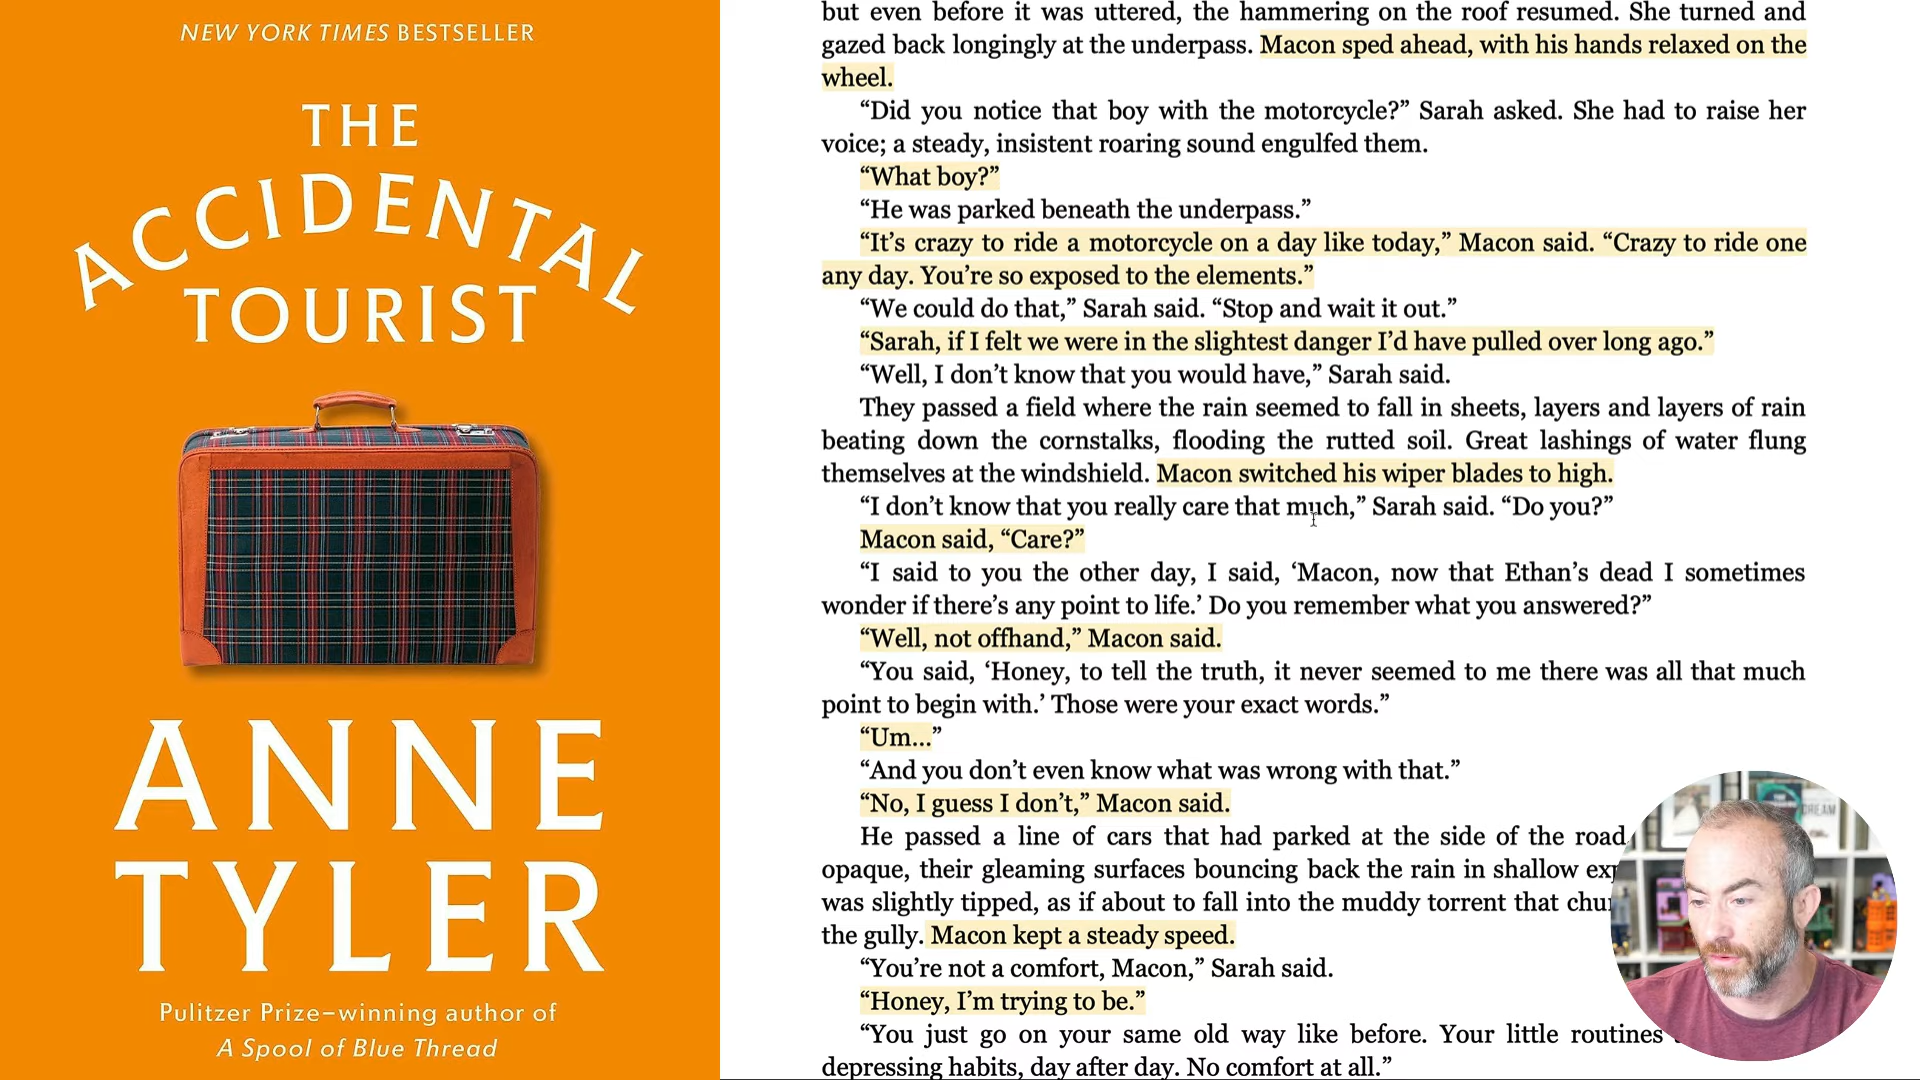 NEW YORK TIMES BESTSELLER
THE
ACCIDENTAL
TOURIST
ANNE
TYLER
Pulitzer Prize–winning author of
A Spool of Blue Thread
but even before it was uttered, the hammering on the roof resumed. She turned and
gazed back longingly at the underpass. Macon sped ahead, with his hands relaxed on the
wheel.
“Did you notice that boy with the motorcycle?” Sarah asked. She had to raise her
voice; a steady, insistent roaring sound engulfed them.
“What boy?”
“He was parked beneath the underpass.”
“It’s crazy to ride a motorcycle on a day like today,” Macon said. “Crazy to ride one
any day. You’re so exposed to the elements.”
“We could do that,” Sarah said. “Stop and wait it out.”
“Sarah, if I felt we were in the slightest danger I’d have pulled over long ago.”
“Well, I don’t know that you would have,” Sarah said.
They passed a field where the rain seemed to fall in sheets, layers and layers of rain
beating down the cornstalks, flooding the rutted soil. Great lashings of water flung
themselves at the windshield. Macon switched his wiper blades to high.
“I don’t know that you really care that much,” Sarah said. “Do you?”
Macon said, “Care?”
“I said to you the other day, I said, ‘Macon, now that Ethan’s dead I sometimes
wonder if there’s any point to life.’ Do you remember what you answered?”
“Well, not offhand,” Macon said.
“You said, ‘Honey, to tell the truth, it never seemed to me there was all that much
point to begin with.’ Those were your exact words.”
“Um...”
“And you don’t even know what was wrong with that.”
“No, I guess I don’t,” Macon said.
He passed a line of cars that had parked at the side of the road
opaque, their gleaming surfaces bouncing back the rain in shallow
was slightly tipped, as if about to fall into the muddy torrent that
the gully. Macon kept a steady speed.
“You’re not a comfort, Macon,” Sarah said.
“Honey, I’m trying to be.”
“You just go on your same old way like before. Your little routines
depressing habits, day after day. No comfort at all.”
DREAM